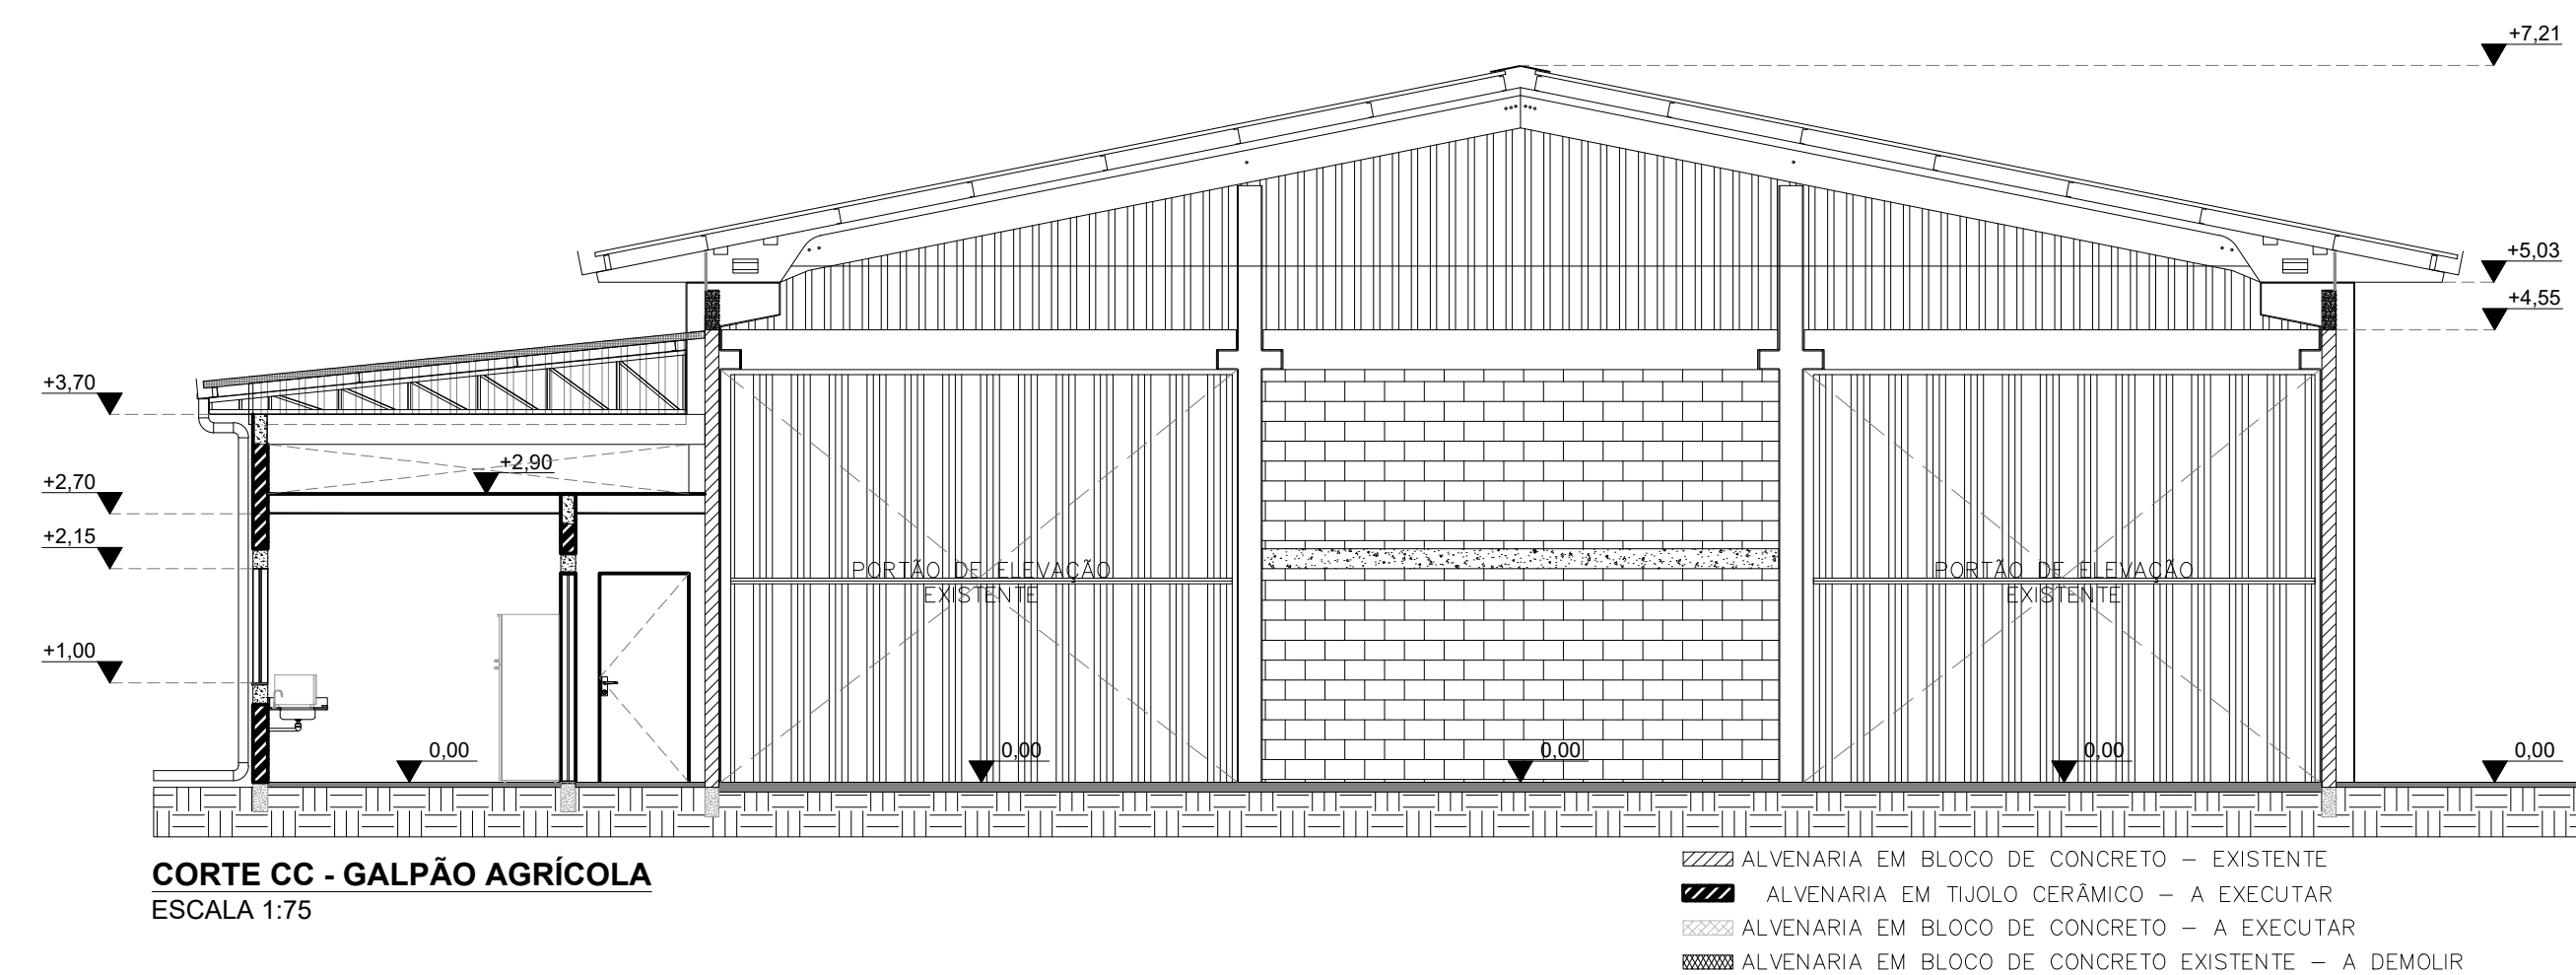 +7,21
+5,03
+4,55
+3,70
+2,90
+2,70
+2,15
PORTÃO DE ELEVAÇÃO
EXISTENTE
PORTÃO DE ELEVAÇÃO
EXISTENTE
+1,00
0,00
0,00
0,00
0,00
0,00
CORTE CC - GALPÃO AGRÍCOLA
ESCALA 1:75
ALVENARIA EM BLOCO DE CONCRETO – EXISTENTE
ALVENARIA EM TIJOLO CERÂMICO – A EXECUTAR
ALVENARIA EM BLOCO DE CONCRETO – A EXECUTAR
ALVENARIA EM BLOCO DE CONCRETO EXISTENTE – A DEMOLIR